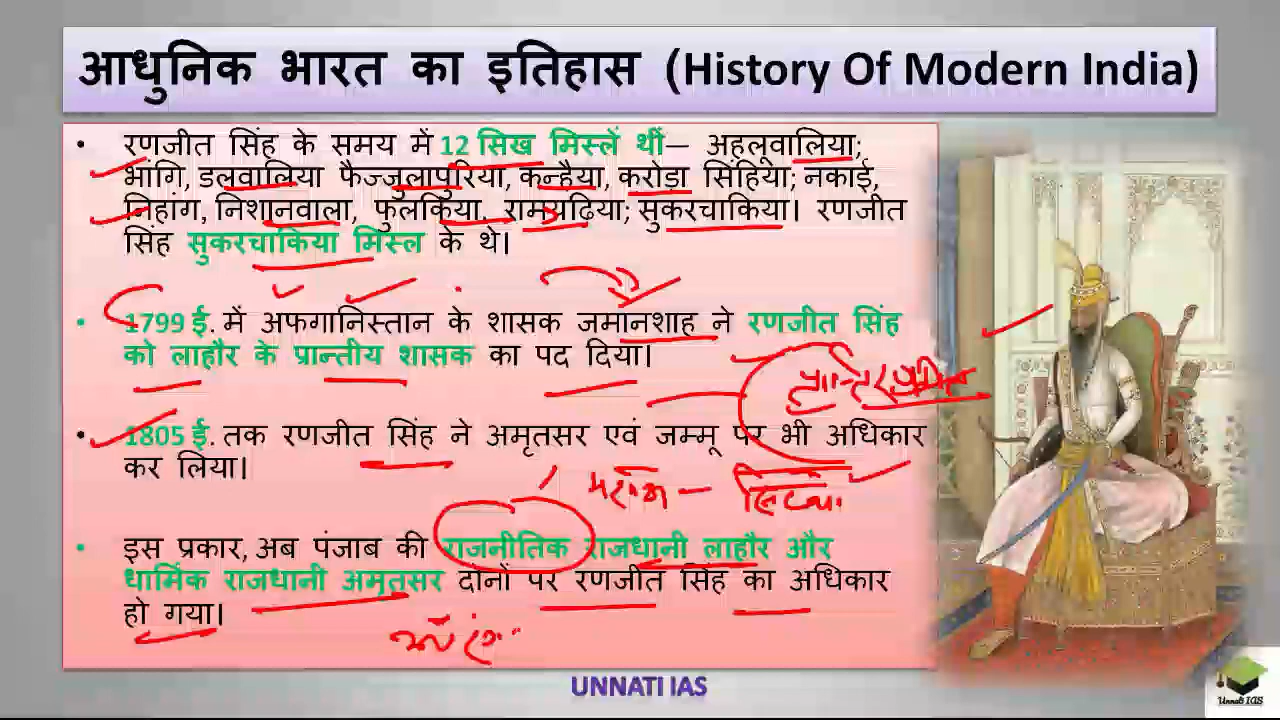 आधुनिक भारत का इतिहास (History Of Modern India)
• रणजीत सिंह के समय में 12 सिख मिस्लें थीं— अहलूवालिया;
भांगि, डलवालिया फैज्जुलापुरिया, कन्हैया, करोड़ा सिंहिया; नकाई,
निहांग, निशानवाला, फुलकिया. रामगढ़िया; सुकरचाकिया। रणजीत
सिंह सुकरचाकिया मिस्ल के थे।
• 1799 ई. में अफगानिस्तान के शासक जमानशाह ने रणजीत सिंह
को लाहौर के प्रान्तीय शासक का पद दिया।
• 1805 ई. तक रणजीत सिंह ने अमृतसर एवं जम्मू पर भी अधिकार
कर लिया।
• इस प्रकार, अब पंजाब की राजनीतिक राजधानी लाहौर और
धार्मिक राजधानी अमृतसर दोनों पर रणजीत सिंह का अधिकार
हो गया।
UNNATI IAS
Unnati IAS